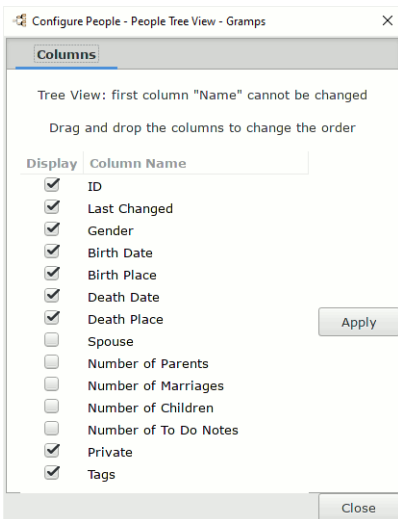 Configure People - People Tree View - Gramps
Columns
Tree View: first column "Name" cannot be changed
Drag and drop the columns to change the order
Display Column Name
ID
Last Changed
Gender
Birth Date
Birth Place
Death Date
Death Place
Apply
Spouse
Number of Parents
Number of Marriages
Number of Children
Number of To Do Notes
Private
Tags
Close